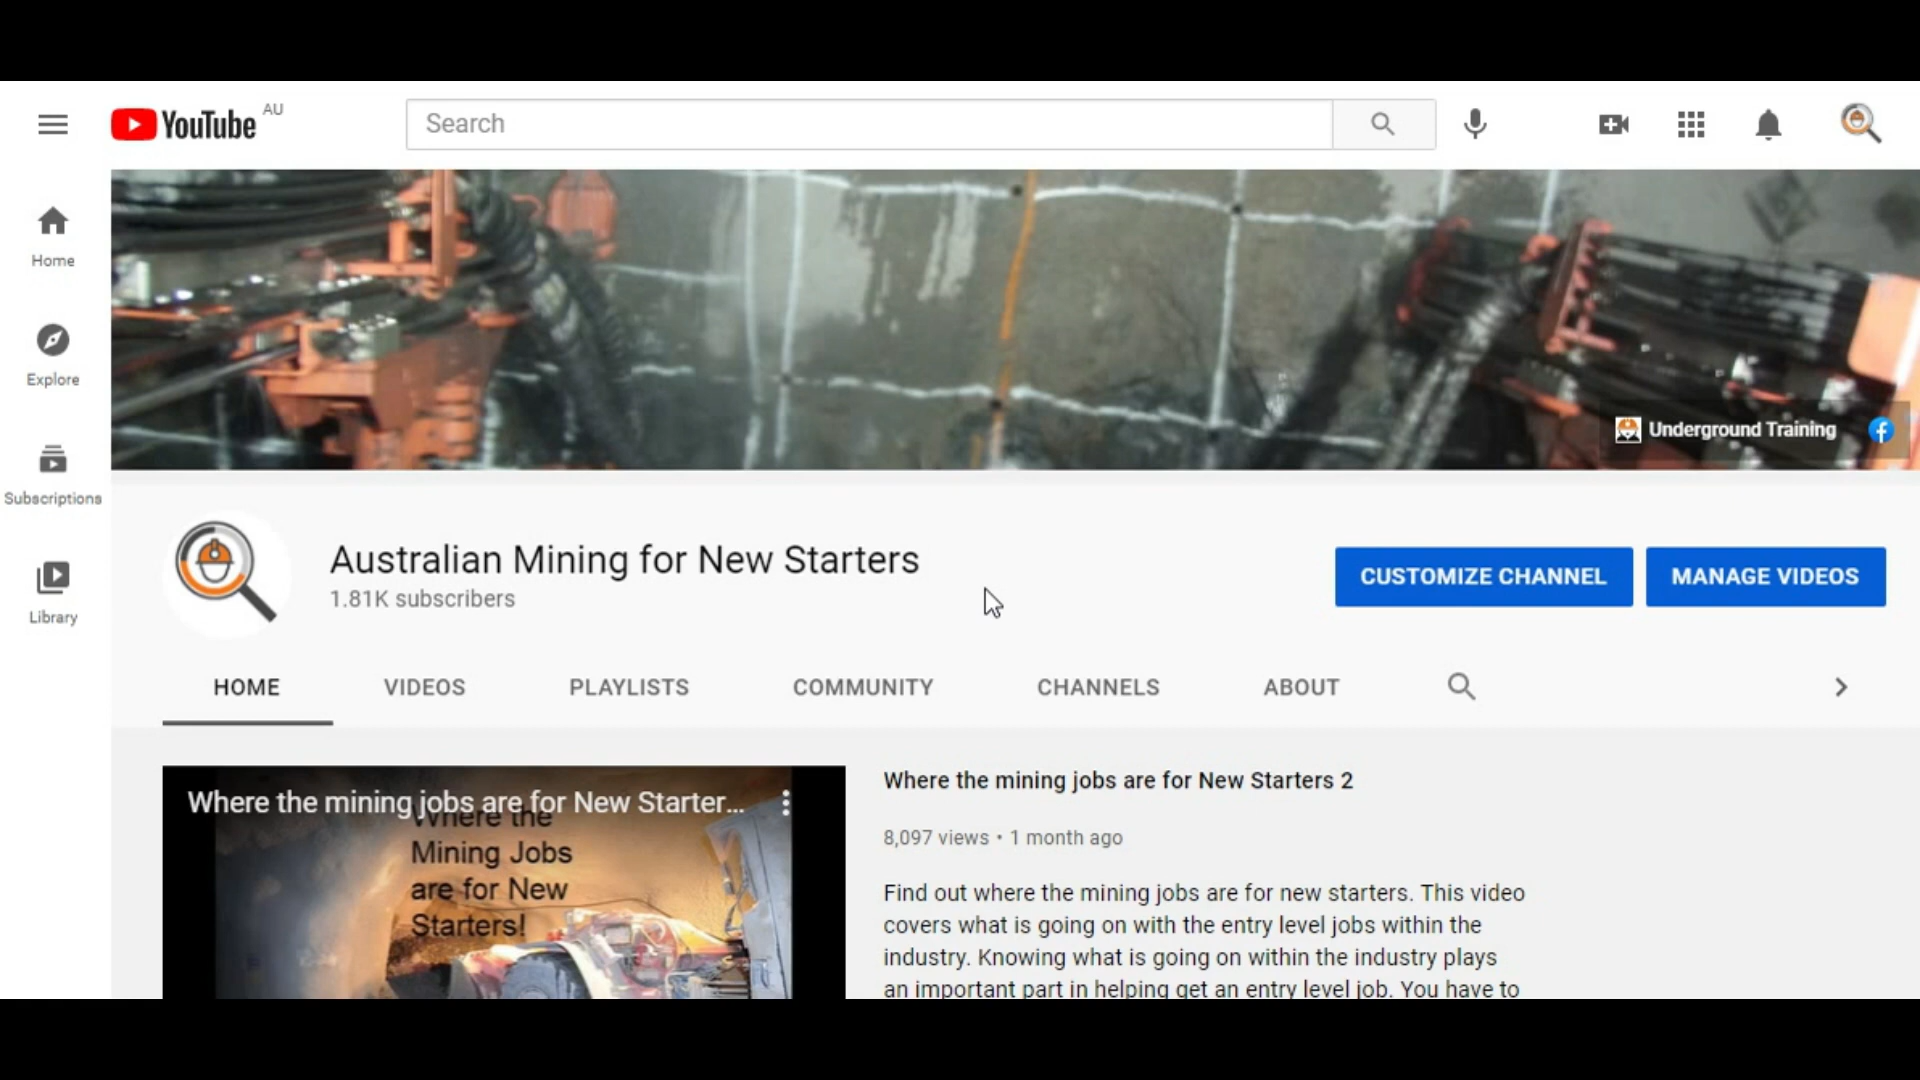 YouTube AU
Search
Home
Explore
Subscriptions
Library
Underground Training
Australian Mining for New Starters
1.81K subscribers
CUSTOMIZE CHANNEL
MANAGE VIDEOS
HOME
VIDEOS
PLAYLISTS
COMMUNITY
CHANNELS
ABOUT
Where the mining jobs are for New Starter...
Where the
Mining Jobs
are for New
Starters!
Where the mining jobs are for New Starters 2
8,097 views • 1 month ago
Find out where the mining jobs are for new starters. This video
covers what is going on with the entry level jobs within the
industry. Knowing what is going on within the industry plays
an important part in helping get an entry level job. You have to